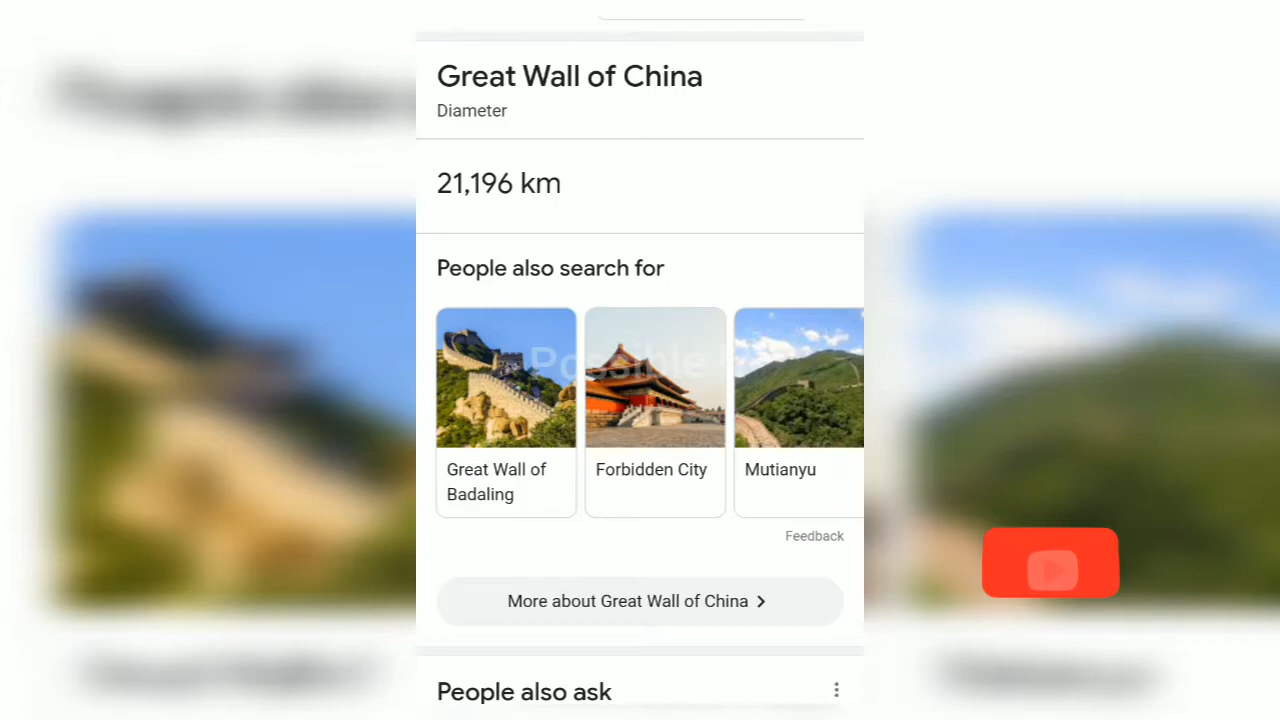 Great Wall of China
Diameter
21,196 km
People also search for
Possible
Great Wall of
Badaling
Forbidden City
Mutianyu
Feedback
More about Great Wall of China
People also ask